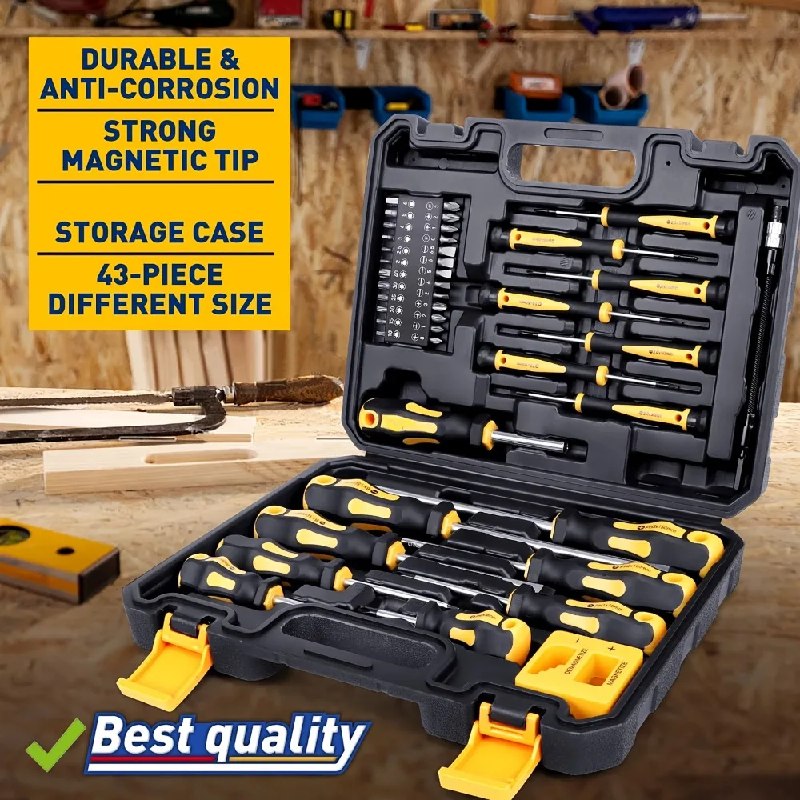 DURABLE &
ANTI-CORROSION
STRONG
MAGNETIC TIP
STORAGE CASE
43-PIECE
DIFFERENT SIZE
Best quality